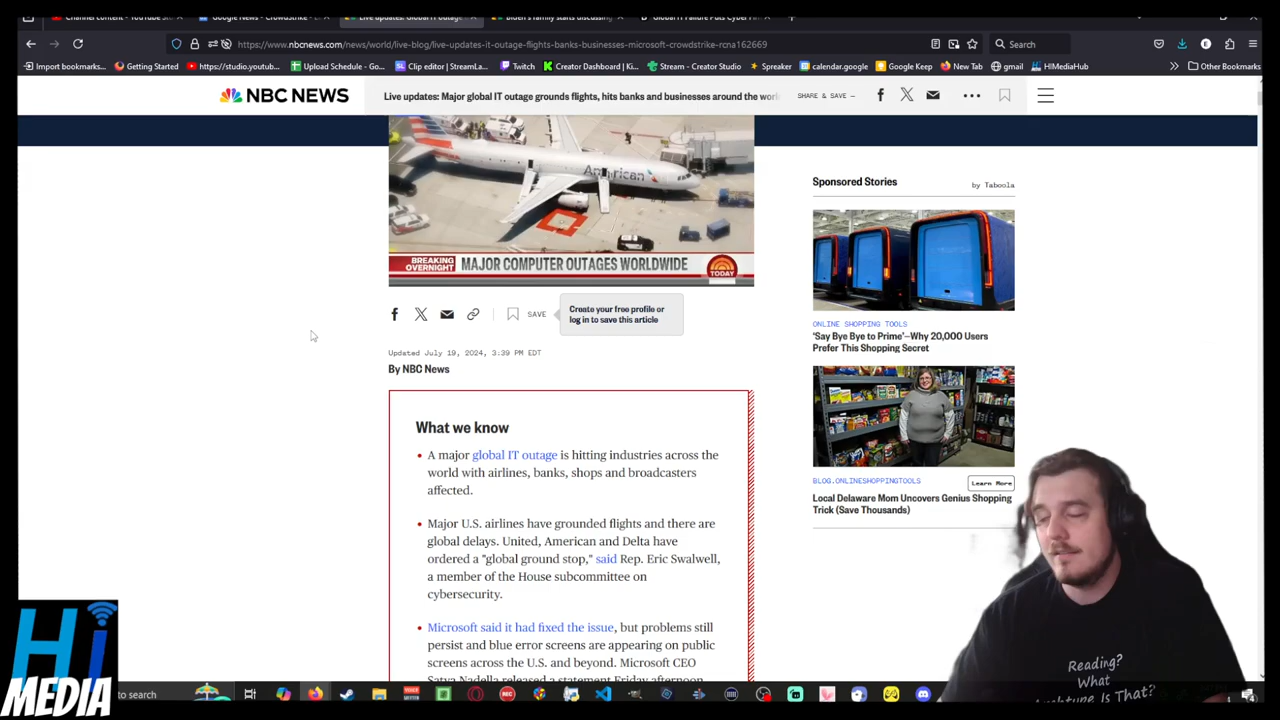 https://www.nbcnews.com/news/world/live-blog/live-updates-it-outage-flights-banks-businesses-microsoft-crowdstrike-rcna162669
Search
Import bookmarks...
Getting Started
https://studio.youtub...
Upload Schedule - Go...
Clip editor | StreamLa...
Twitch
Creator Dashboard | Ki...
Stream - Creator Studio
Spreaker
calendar.google
Google Keep
New Tab
gmail
HIMediaHub
Other Bookmarks
NBC NEWS
Live updates: Major global IT outage grounds flights, hits banks and businesses around the
SHARE & SAVE —
American
BREAKING
OVERNIGHT
MAJOR COMPUTER OUTAGES WORLDWIDE
TODAY
SAVE
Create your free profile or
log in to save this article
Updated July 19, 2024, 3:39 PM EDT
By NBC News
What we know
• A major global IT outage is hitting industries across the
world with airlines, banks, shops and broadcasters
affected.
• Major U.S. airlines have grounded flights and there are
global delays. United, American and Delta have
ordered a "global ground stop," said Rep. Eric Swalwell,
a member of the House subcommittee on
cybersecurity.
• Microsoft said it had fixed the issue, but problems still
persist and blue error screens are appearing on public
screens across the U.S. and beyond. Microsoft CEO
Satya Nadella released a statement Friday afternoon
Sponsored Stories
by Taboola
ONLINE SHOPPING TOOLS
'Say Bye Bye to Prime'—Why 20,000 Users
Prefer This Shopping Secret
BLOG.ONLINESHOPPINGTOOLS
Learn More
Local Delaware Mom Uncovers Genius Shopping
Trick (Save Thousands)
Reading?
What
Is That?
Hi
MEDIA
to search
REC